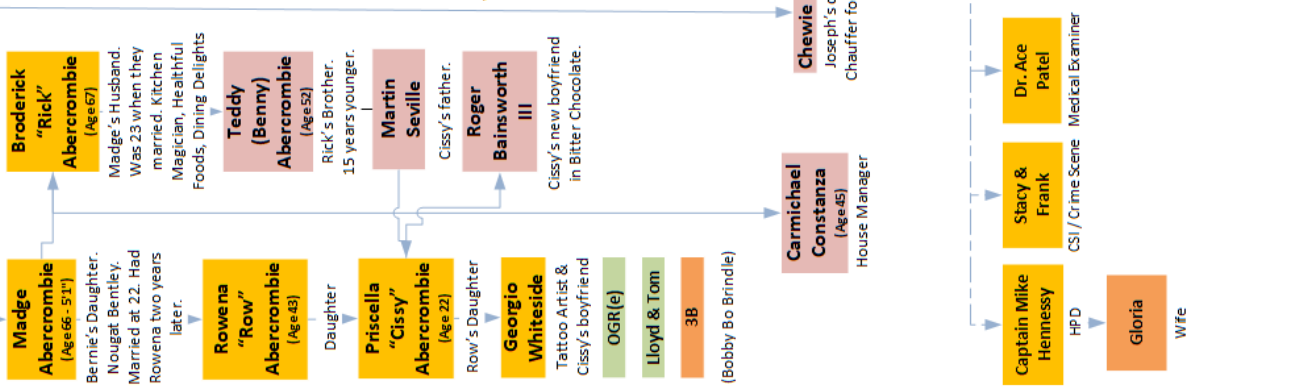 Madge
Abercrombie
(Age 66 - 5'1")
Bernie's Daughter.
Nougat Bentley.
Married at 22. Had
Rowena two years
later.
Rowena
"Row"
Abercrombie
(Age 43)
Daughter
Priscella
"Cissy"
Abercrombie
(Age 22)
Row's Daughter
Georgio
Whiteside
Tattoo Artist &
Cissy's boyfriend
OGR(e)
Lloyd & Tom
3B
(Bobby Bo Brindle)
Broderick
"Rick"
Abercrombie
(Age 67)
Madge's Husband.
Was 23 when they
married. Kitchen
Magician, Healthful
Foods, Dining Delights
Teddy
(Benny)
Abercrombie
(Age 52)
Rick's Brother.
15 years younger.
Martin
Seville
Cissy's father.
Roger
Bainsworth
III
Cissy's new boyfriend
in Bitter Chocolate.
Carmichael
Constanza
(Age 45)
House Manager
Chewie
Joseph's
Chauffer
Captain Mike
Hennessy
HPD
Gloria
Wife
Stacy &
Frank
CSI / Crime Scene
Dr. Ace
Patel
Medical Examiner